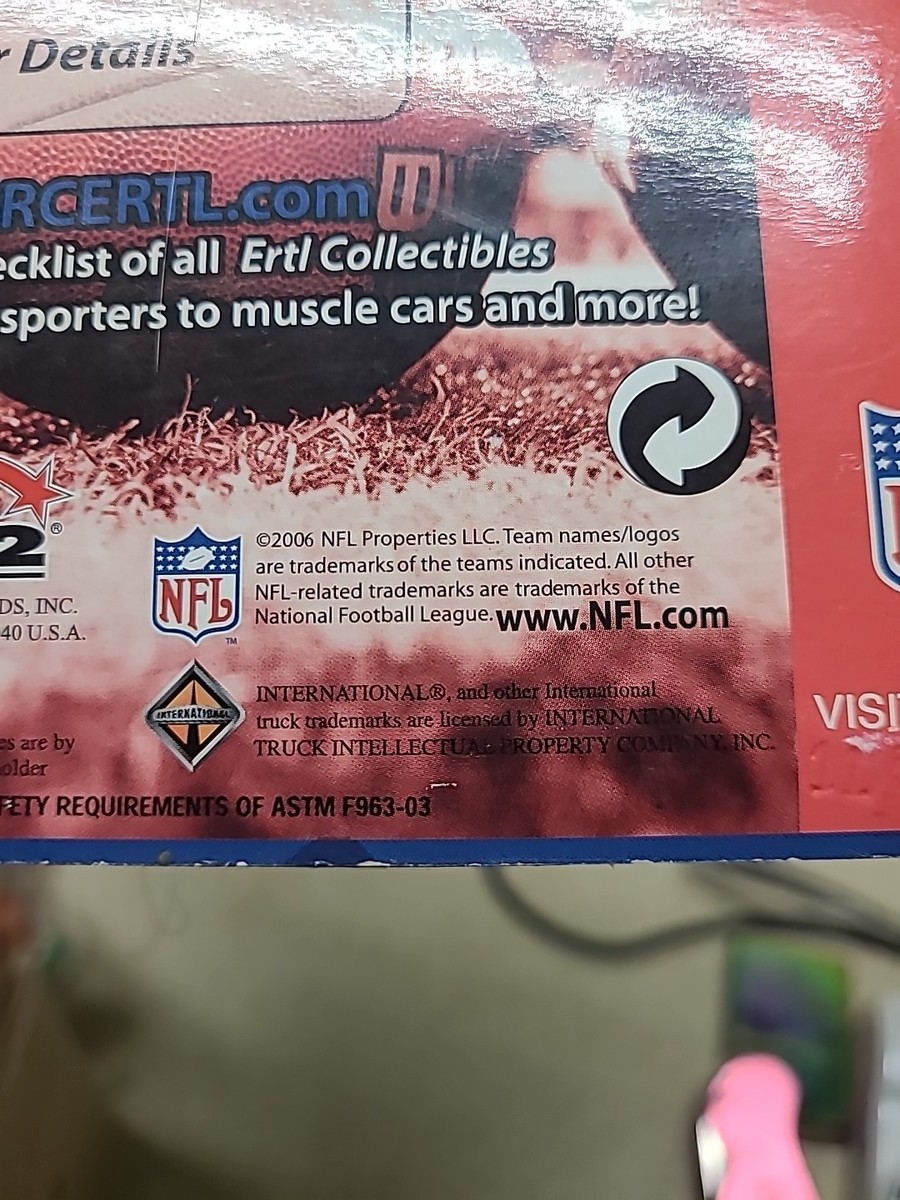 r Details
RCERTL.com
ecklist of all Ertl Collectibles
sporters to muscle cars and more!
2®
DS, INC.
40 U.S.A.
NFL
™
©2006 NFL Properties LLC. Team names/logos
are trademarks of the teams indicated. All other
NFL-related trademarks are trademarks of the
National Football League. www.NFL.com
INTERNATIONAL
INTERNATIONAL®, and other International
truck trademarks are licensed by INTERNATIONAL
TRUCK INTELLECTUAL PROPERTY COMPANY, INC.
es are by
older
FETY REQUIREMENTS OF ASTM F963-03
VISI